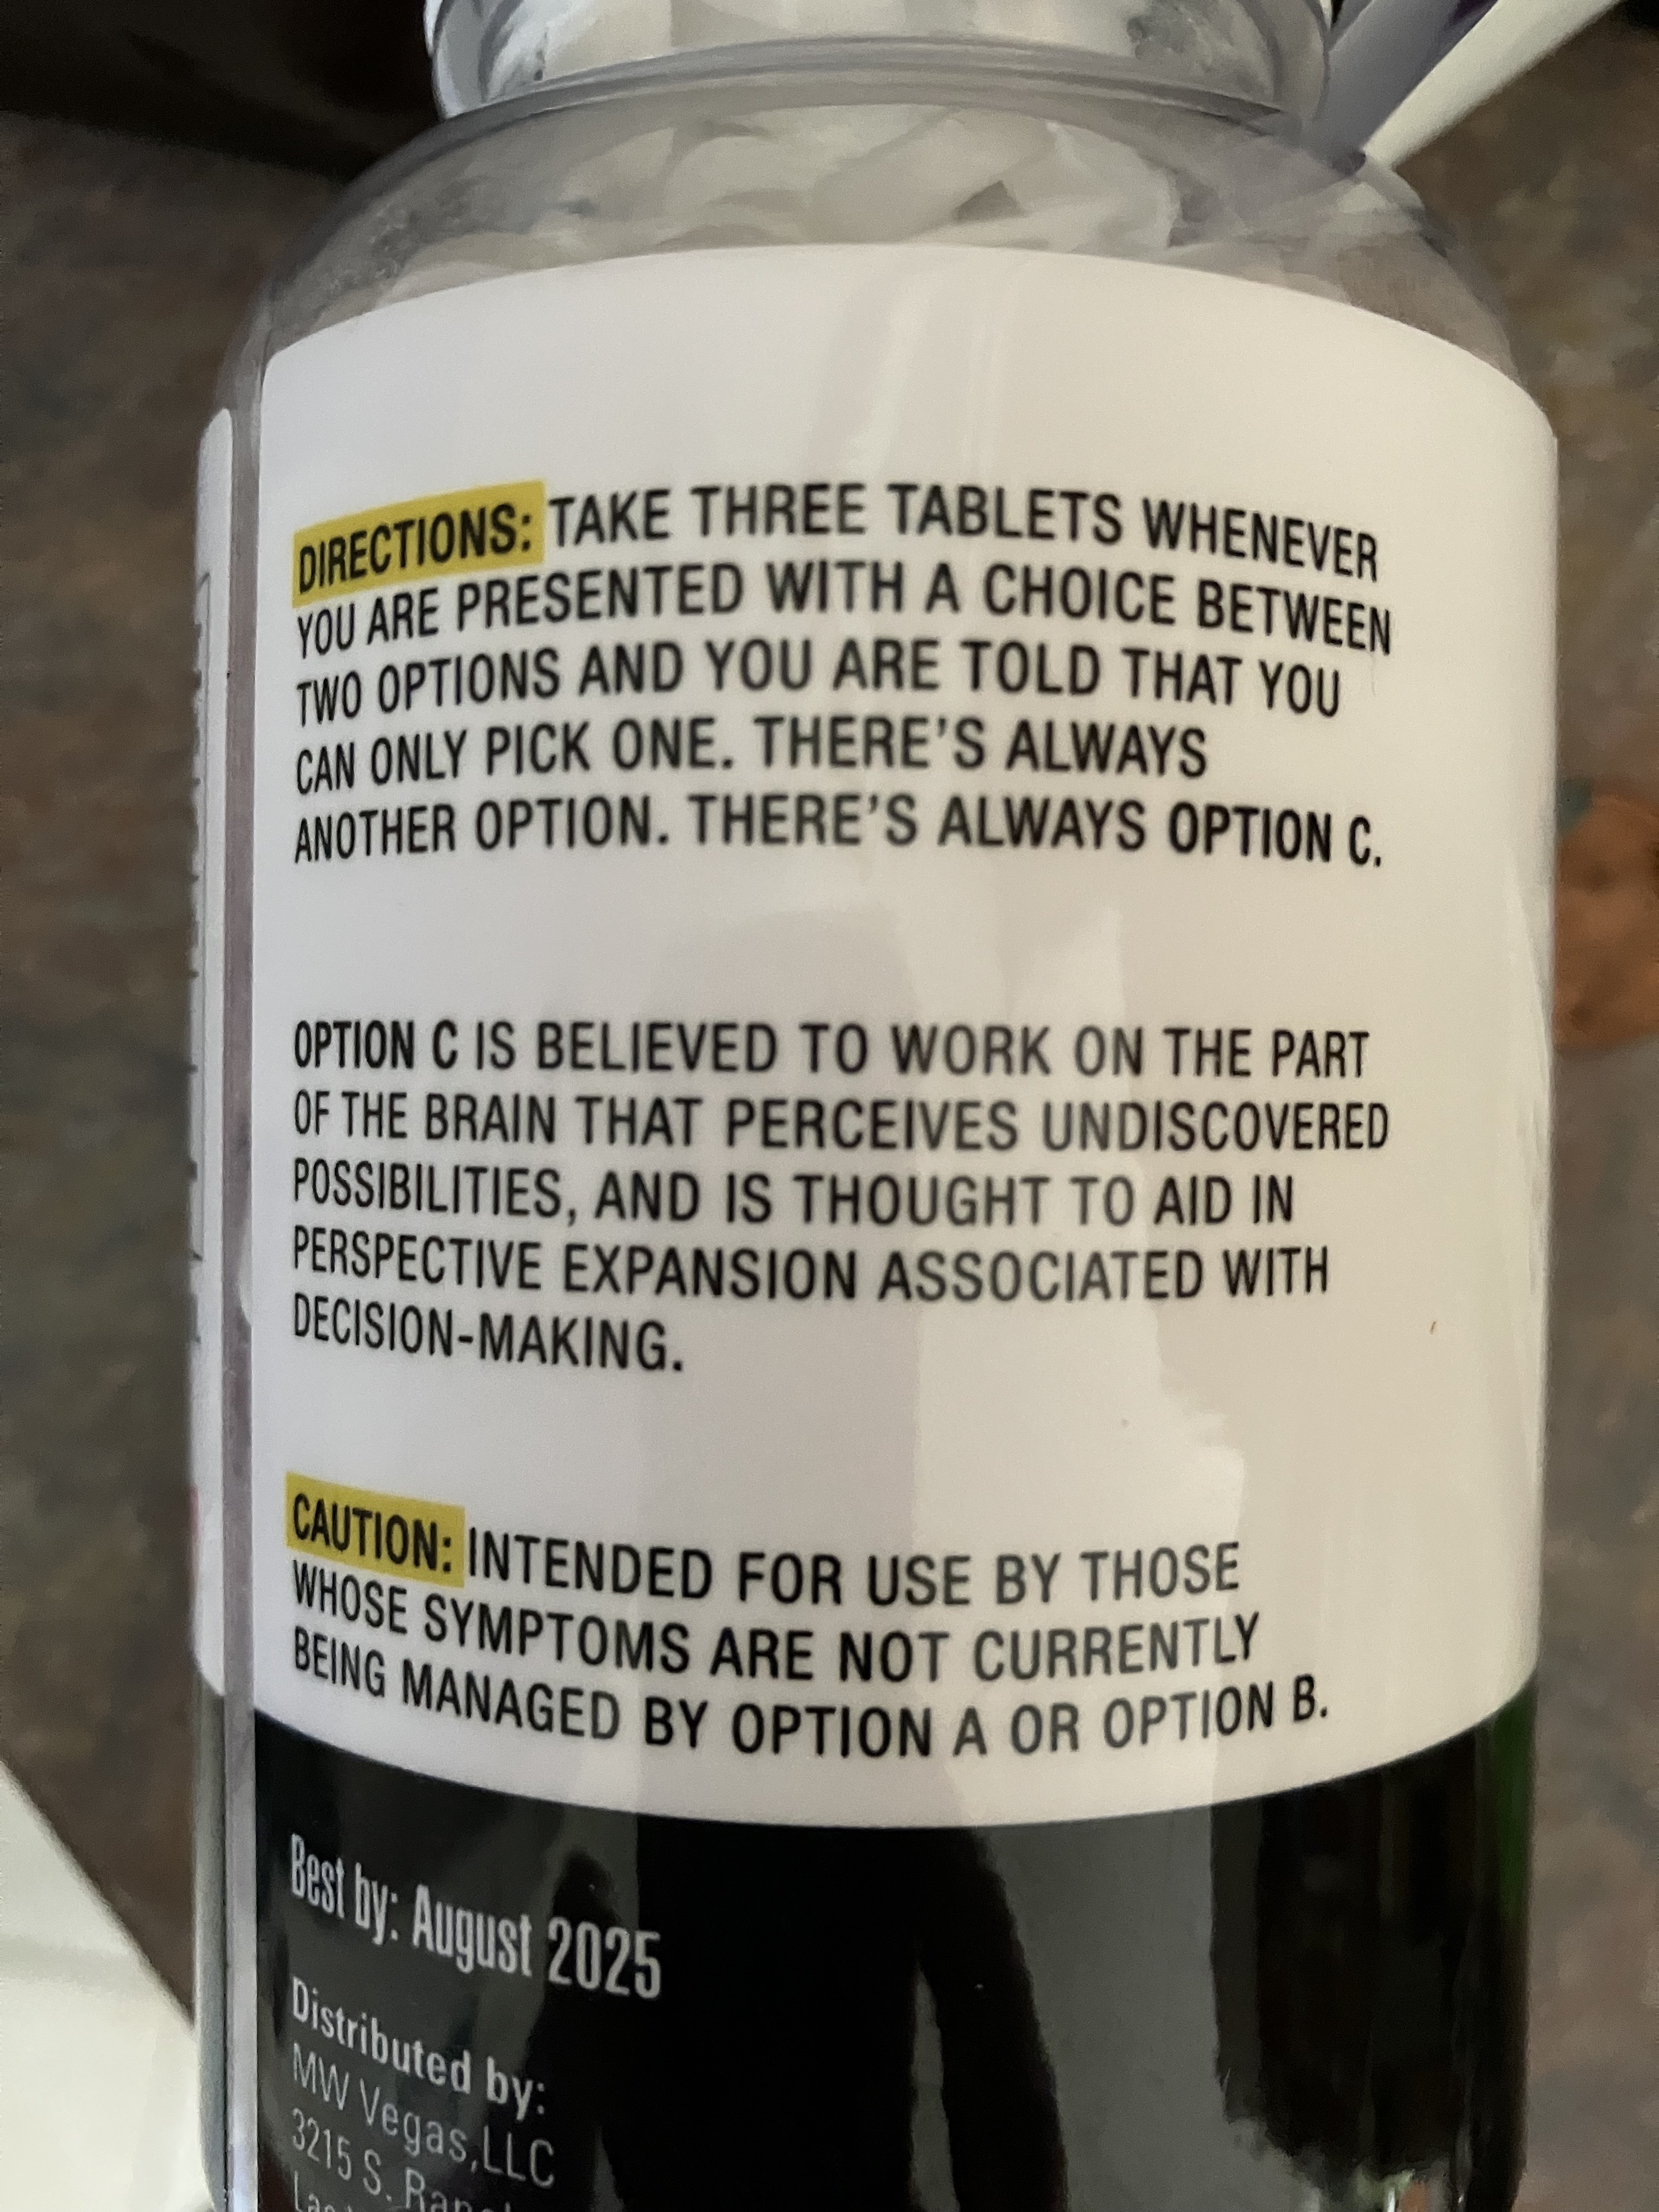 DIRECTIONS: TAKE THREE TABLETS WHENEVER
YOU ARE PRESENTED WITH A CHOICE BETWEEN
TWO OPTIONS AND YOU ARE TOLD THAT YOU
CAN ONLY PICK ONE. THERE'S ALWAYS
ANOTHER OPTION. THERE'S ALWAYS OPTION C.
OPTION C IS BELIEVED TO WORK ON THE PART
OF THE BRAIN THAT PERCEIVES UNDISCOVERED
POSSIBILITIES, AND IS THOUGHT TO AID IN
PERSPECTIVE EXPANSION ASSOCIATED WITH
DECISION-MAKING.
CAUTION: INTENDED FOR USE BY THOSE
WHOSE SYMPTOMS ARE NOT CURRENTLY
BEING MANAGED BY OPTION A OR OPTION B.
Best by: August 2025
Distributed by:
MW Vegas,LLC
3215 S.